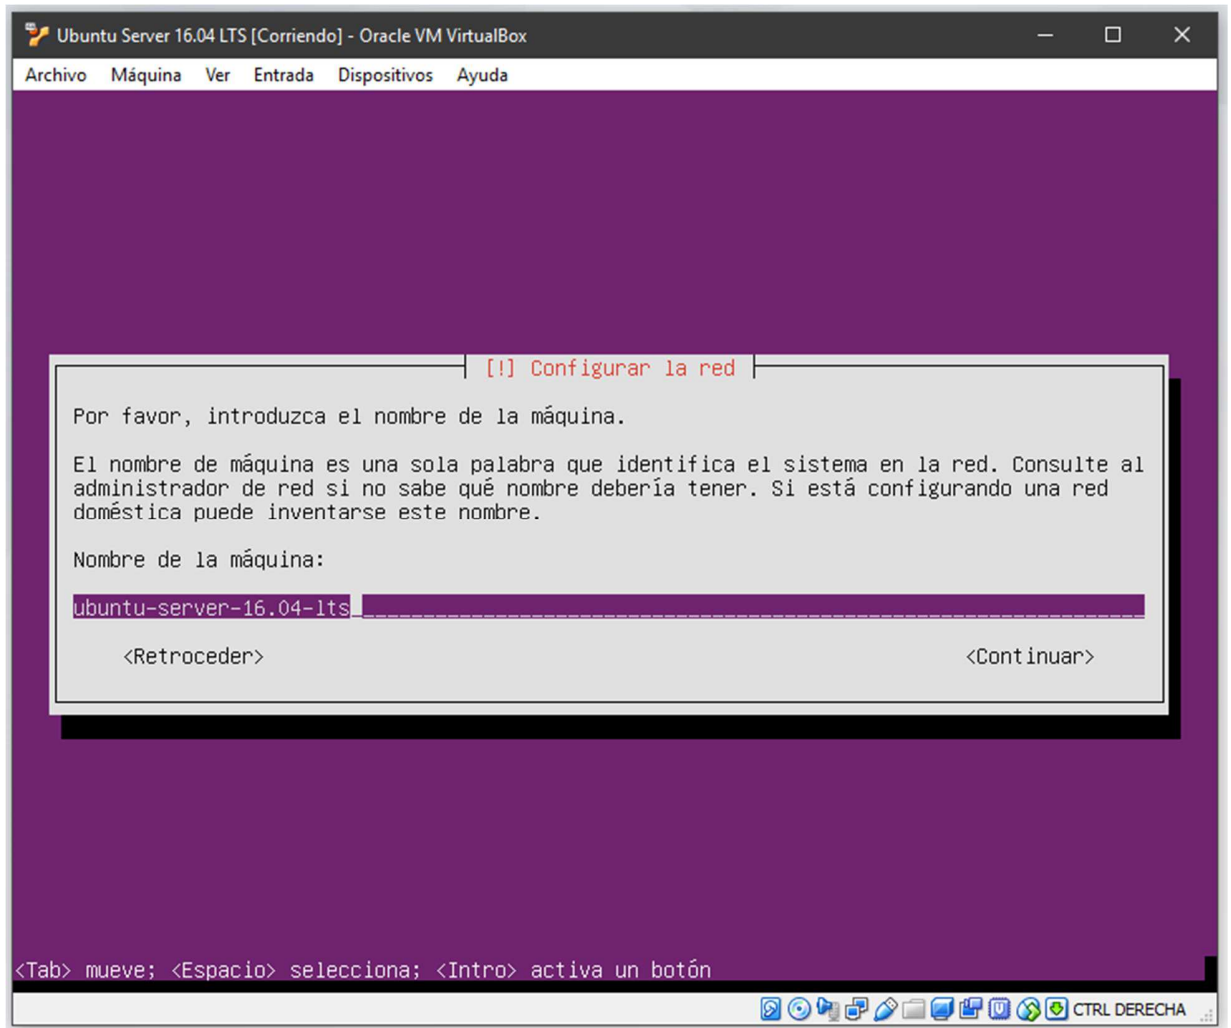 Ubuntu Server 16.04 LTS [Corriendo] - Oracle VM VirtualBox
Archivo Máquina Ver Entrada Dispositivos Ayuda
[!] Configurar la red
Por favor, introduzca el nombre de la máquina.
El nombre de máquina es una sola palabra que identifica el sistema en la red. Consulte al
administrador de red si no sabe qué nombre debería tener. Si está configurando una red
doméstica puede inventarse este nombre.
Nombre de la máquina:
ubuntu-server-16.04-lts
<Retroceder> <Continuar>
<Tab> mueve; <Espacio> selecciona; <Intro> activa un botón
CTRL DERECHA